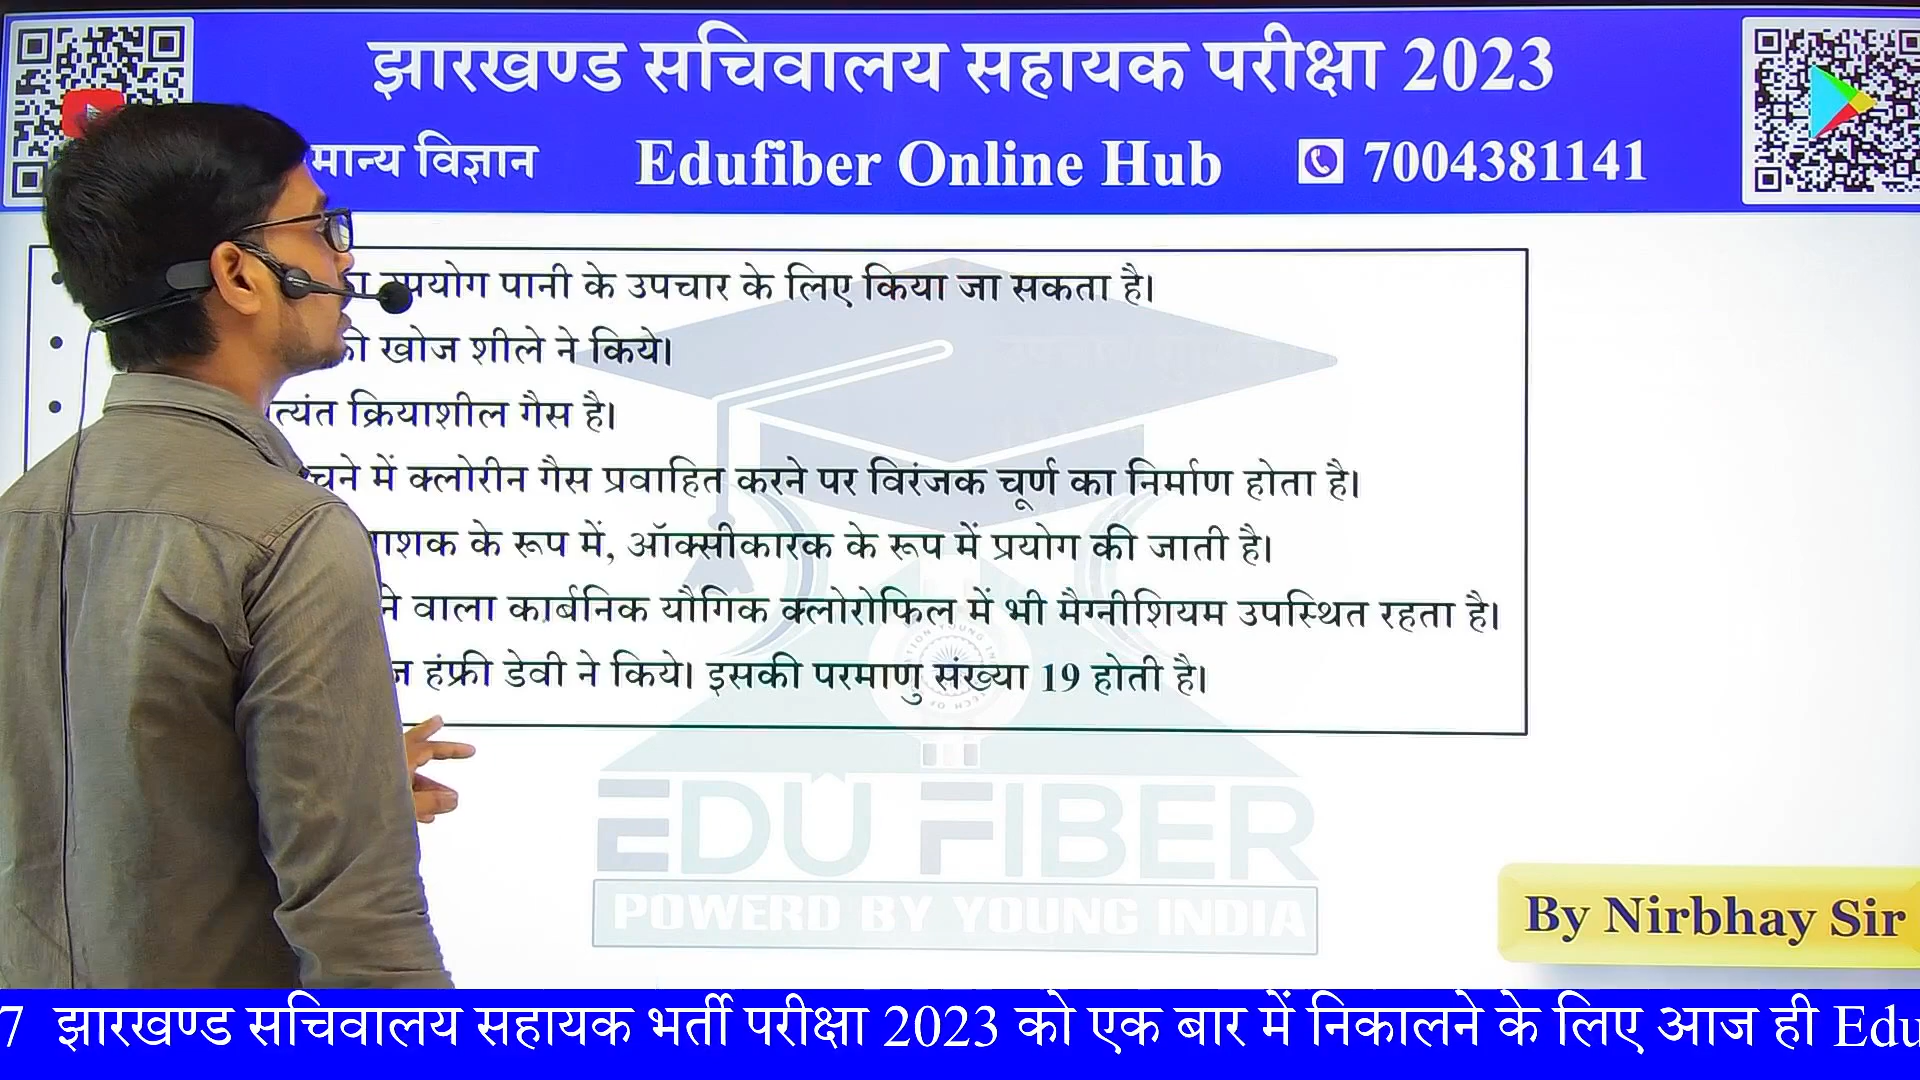 झारखण्ड सचिवालय सहायक परीक्षा 2023
विज्ञान Edufiber Online Hub 7004381141
पानी के उपचार के लिए किया जा सकता है।
खोज शीले ने किये।
क्रियाशील गैस है।
में क्लोरीन गैस प्रवाहित करने पर विरंजक चूर्ण का निर्माण होता है।
के रूप में, ऑक्सीकारक के रूप में प्रयोग की जाती है।
वाला कार्बनिक यौगिक क्लोरोफिल में भी मैग्नीशियम उपस्थित रहता है।
हंफ्री डेवी ने किये। इसकी परमाणु संख्या 19 होती है।
EDU FIBER
POWERD BY YOUNG INDIA
By Nirbhay Sir
7 झारखण्ड सचिवालय सहायक भर्ती परीक्षा 2023 को एक बार में निकालने के लिए आज ही Edu